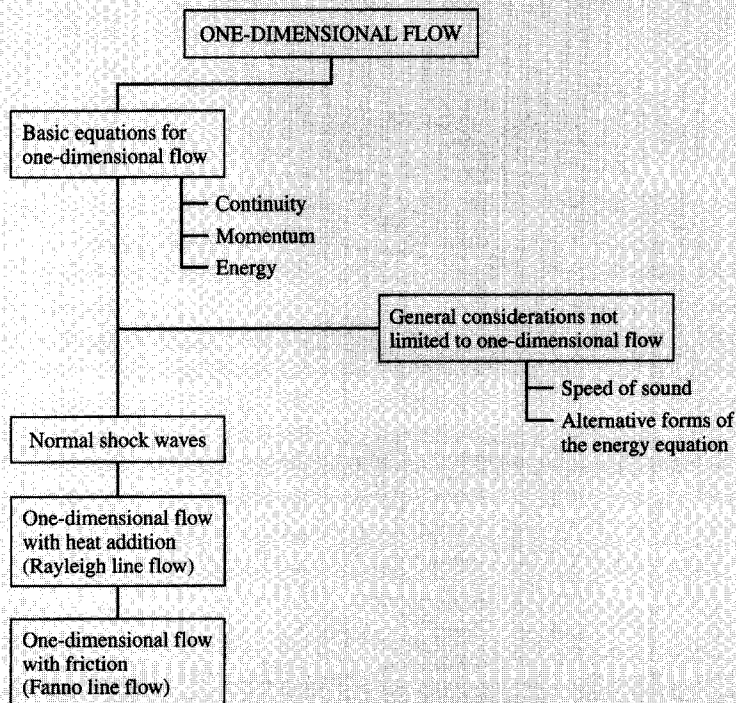 ONE-DIMENSIONAL FLOW
Basic equations for
one-dimensional flow
Continuity
Momentum
Energy
General considerations not
limited to one-dimensional flow
Speed of sound
Alternative forms of
the energy equation
Normal shock waves
One-dimensional flow
with heat addition
(Rayleigh line flow)
One-dimensional flow
with friction
(Fanno line flow)